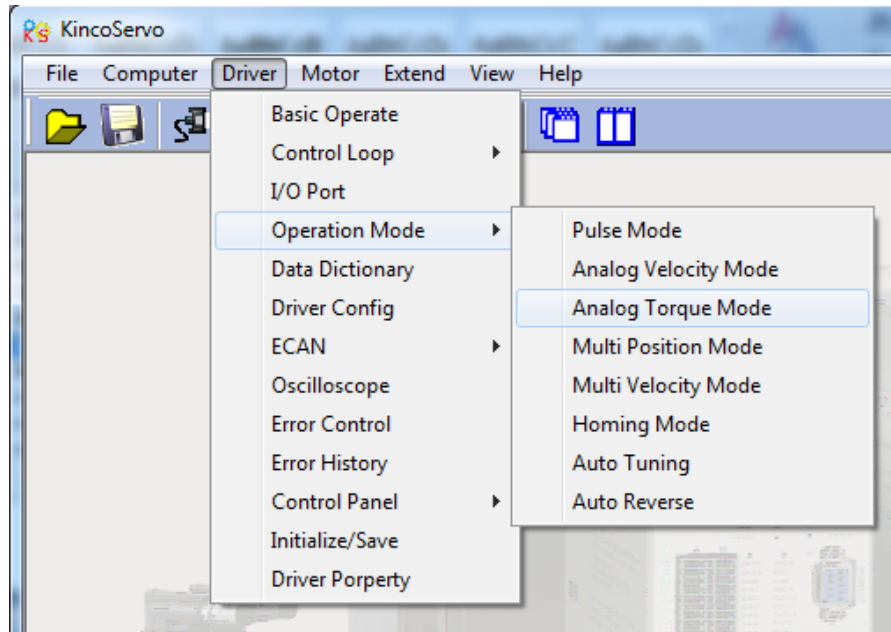 KincoServo
File Computer Driver Motor Extend View Help
Basic Operate
Control Loop
I/O Port
Operation Mode
Data Dictionary
Driver Config
ECAN
Oscilloscope
Error Control
Error History
Control Panel
Initialize/Save
Driver Porperty
Pulse Mode
Analog Velocity Mode
Analog Torque Mode
Multi Position Mode
Multi Velocity Mode
Homing Mode
Auto Tuning
Auto Reverse